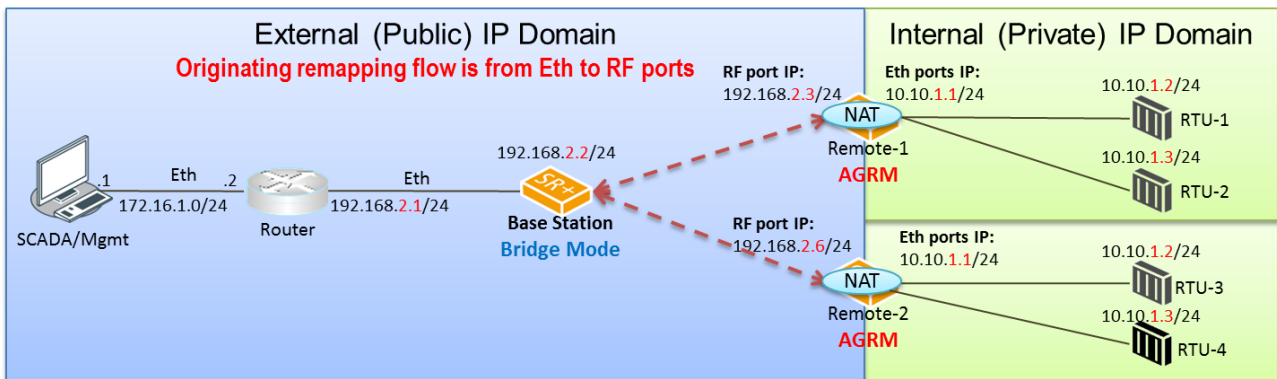 External (Public) IP Domain
Originating remapping flow is from Eth to RF ports
Internal (Private) IP Domain
RF port IP:
192.168.2.3/24
Eth ports IP:
10.10.1.1/24
10.10.1.2/24
NAT
RTU-1
Remote-1
AGRM
10.10.1.3/24
RTU-2
192.168.2.2/24
.1
Eth
.2
Eth
SR+
172.16.1.0/24
192.168.2.1/24
SCADA/Mgmt
Router
Base Station
Bridge Mode
RF port IP:
192.168.2.6/24
Eth ports IP:
10.10.1.1/24
10.10.1.2/24
NAT
RTU-3
Remote-2
AGRM
10.10.1.3/24
RTU-4